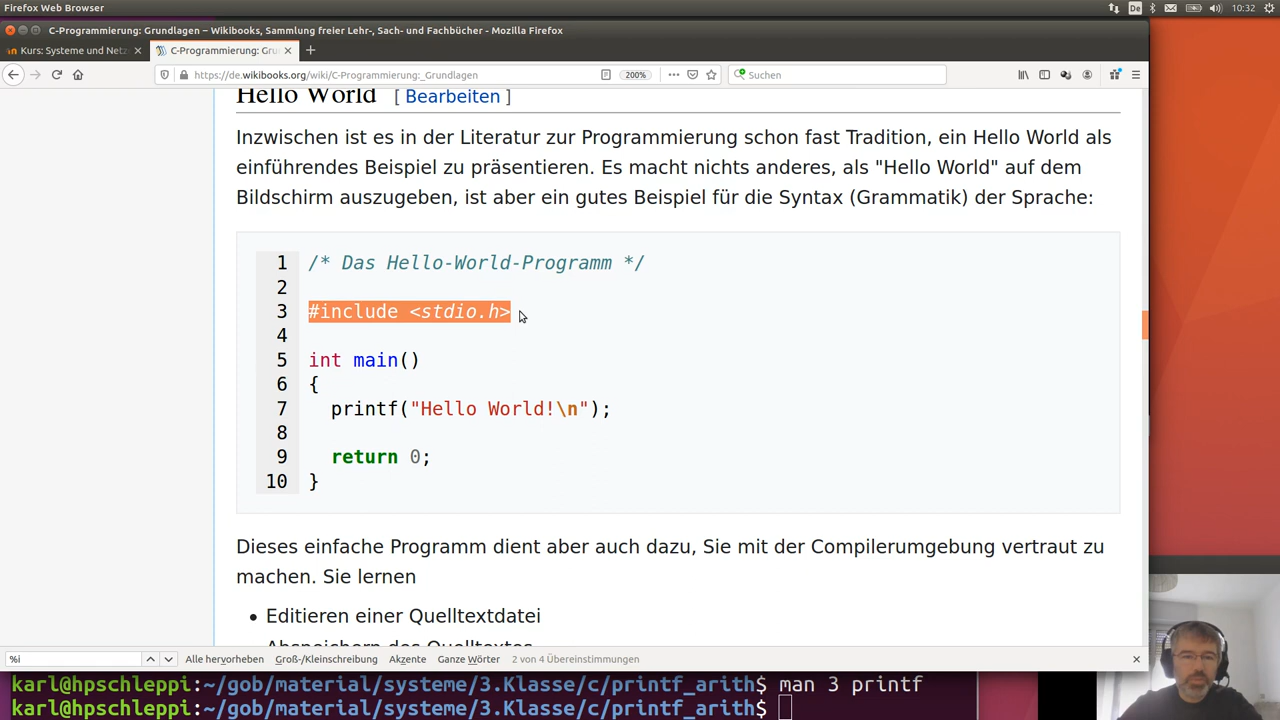 Firefox Web Browser
De
10:32
C-Programmierung: Grundlagen – Wikibooks, Sammlung freier Lehr-, Sach- und Fachbücher - Mozilla Firefox
Kurs: Systeme und Netz
C-Programmierung: Gru
https://de.wikibooks.org/wiki/C-Programmierung:_Grundlagen
200%
Suchen
Hello World [ Bearbeiten ]
Inzwischen ist es in der Literatur zur Programmierung schon fast Tradition, ein Hello World als
einführendes Beispiel zu präsentieren. Es macht nichts anderes, als "Hello World" auf dem
Bildschirm auszugeben, ist aber ein gutes Beispiel für die Syntax (Grammatik) der Sprache:
1 /* Das Hello-World-Programm */
2
3 #include <stdio.h>
4
5 int main()
6 {
7 printf("Hello World!\n");
8
9 return 0;
10 }
Dieses einfache Programm dient aber auch dazu, Sie mit der Compilerumgebung vertraut zu
machen. Sie lernen
• Editieren einer Quelltextdatei
Abspeichern des Quelltextes
%i
Alle hervorheben
Groß-/Kleinschreibung
Akzente
Ganze Wörter
2 von 4 Übereinstimmungen
karl@hpschleppi:~/gob/material/systeme/3.Klasse/c/printf_arith$ man 3 printf
karl@hpschleppi:~/gob/material/systeme/3.Klasse/c/printf_arith$